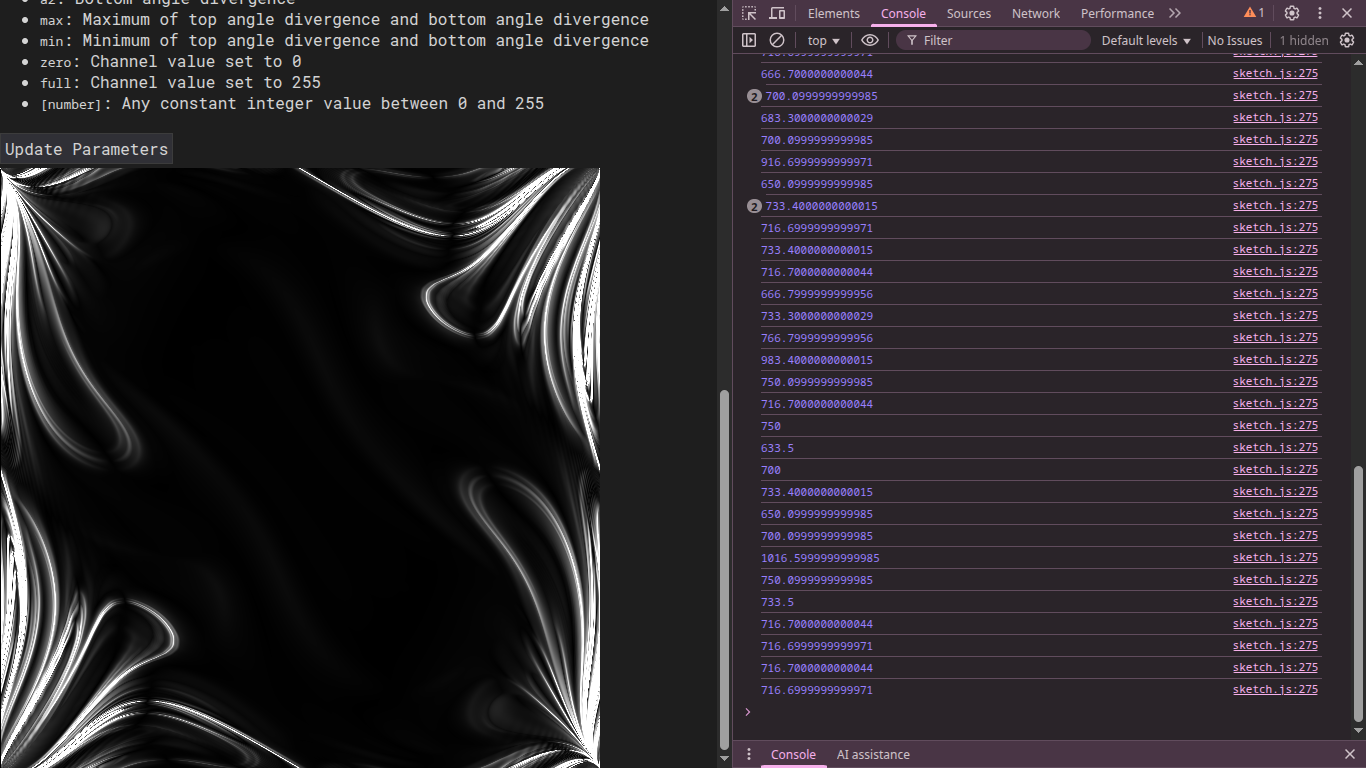 a2: Bottom angle divergence
max: Maximum of top angle divergence and bottom angle divergence
min: Minimum of top angle divergence and bottom angle divergence
zero: Channel value set to 0
full: Channel value set to 255
[number]: Any constant integer value between 0 and 255
Update Parameters
Elements Console Sources Network Performance 1
top Filter Default levels No Issues 1 hidden
sketch.js:275
666.7000000000044 sketch.js:275
2 700.0999999999985 sketch.js:275
683.3000000000029 sketch.js:275
700.0999999999985 sketch.js:275
916.6999999999971 sketch.js:275
650.0999999999985 sketch.js:275
2 733.4000000000015 sketch.js:275
716.6999999999971 sketch.js:275
733.4000000000015 sketch.js:275
716.7000000000044 sketch.js:275
666.7999999999956 sketch.js:275
733.3000000000029 sketch.js:275
766.7999999999956 sketch.js:275
983.4000000000015 sketch.js:275
750.0999999999985 sketch.js:275
716.7000000000044 sketch.js:275
750 sketch.js:275
633.5 sketch.js:275
700 sketch.js:275
733.4000000000015 sketch.js:275
650.0999999999985 sketch.js:275
700.0999999999985 sketch.js:275
1016.5999999999985 sketch.js:275
750.0999999999985 sketch.js:275
733.5 sketch.js:275
716.7000000000044 sketch.js:275
716.6999999999971 sketch.js:275
716.7000000000044 sketch.js:275
716.6999999999971 sketch.js:275
Console AI assistance